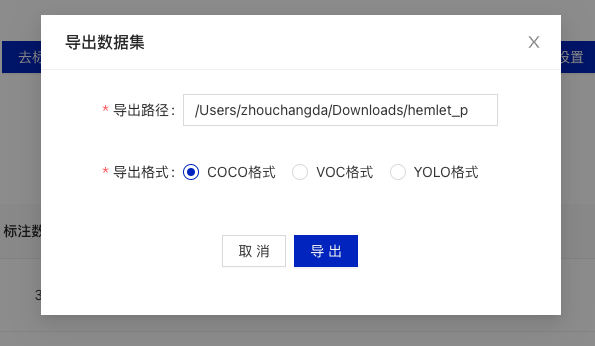 导出数据集
去标
设置
* 导出路径: /Users/zhouchangda/Downloads/hemlet_p
* 导出格式: COCO格式 VOC格式 YOLO格式
标注数
取 消 导 出
3